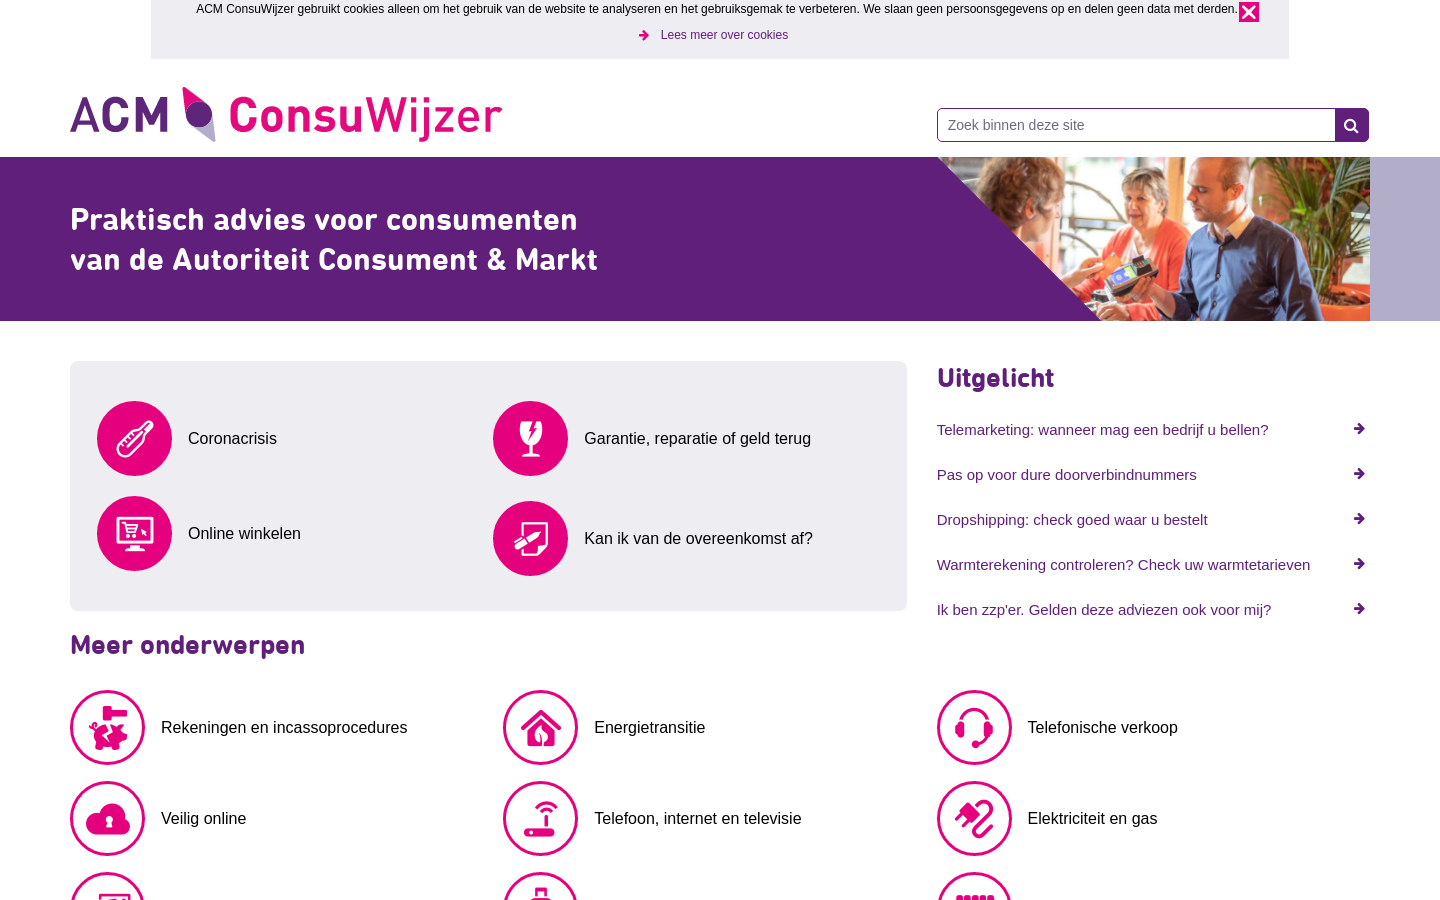 ACM ConsuWijzer gebruikt cookies alleen om het gebruik van de website te analyseren en het gebruiksgemak te verbeteren. We slaan geen persoonsgegevens op en delen geen data met derden.
Lees meer over cookies
ACM ConsuWijzer
Zoek binnen deze site
Praktisch advies voor consumenten
van de Autoriteit Consument & Markt
Coronacrisis
Garantie, reparatie of geld terug
Online winkelen
Kan ik van de overeenkomst af?
Uitgelicht
Telemarketing: wanneer mag een bedrijf u bellen?
Pas op voor dure doorverbindnummers
Dropshipping: check goed waar u bestelt
Warmterekening controleren? Check uw warmtetarieven
Ik ben zzp'er. Gelden deze adviezen ook voor mij?
Meer onderwerpen
Rekeningen en incassoprocedures
Energietransitie
Telefonische verkoop
Veilig online
Telefoon, internet en televisie
Elektriciteit en gas